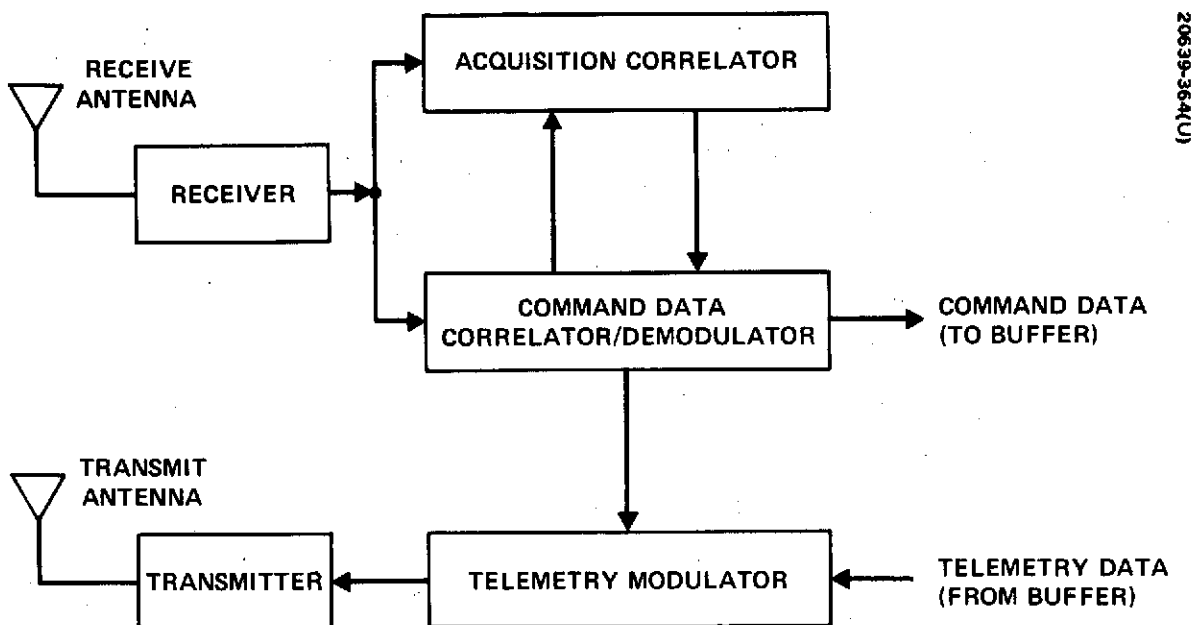 20639-364(U)
RECEIVE
ANTENNA
ACQUISITION CORRELATOR
RECEIVER
COMMAND DATA
CORRELATOR/DEMODULATOR
COMMAND DATA
(TO BUFFER)
TRANSMIT
ANTENNA
TRANSMITTER
TELEMETRY MODULATOR
TELEMETRY DATA
(FROM BUFFER)